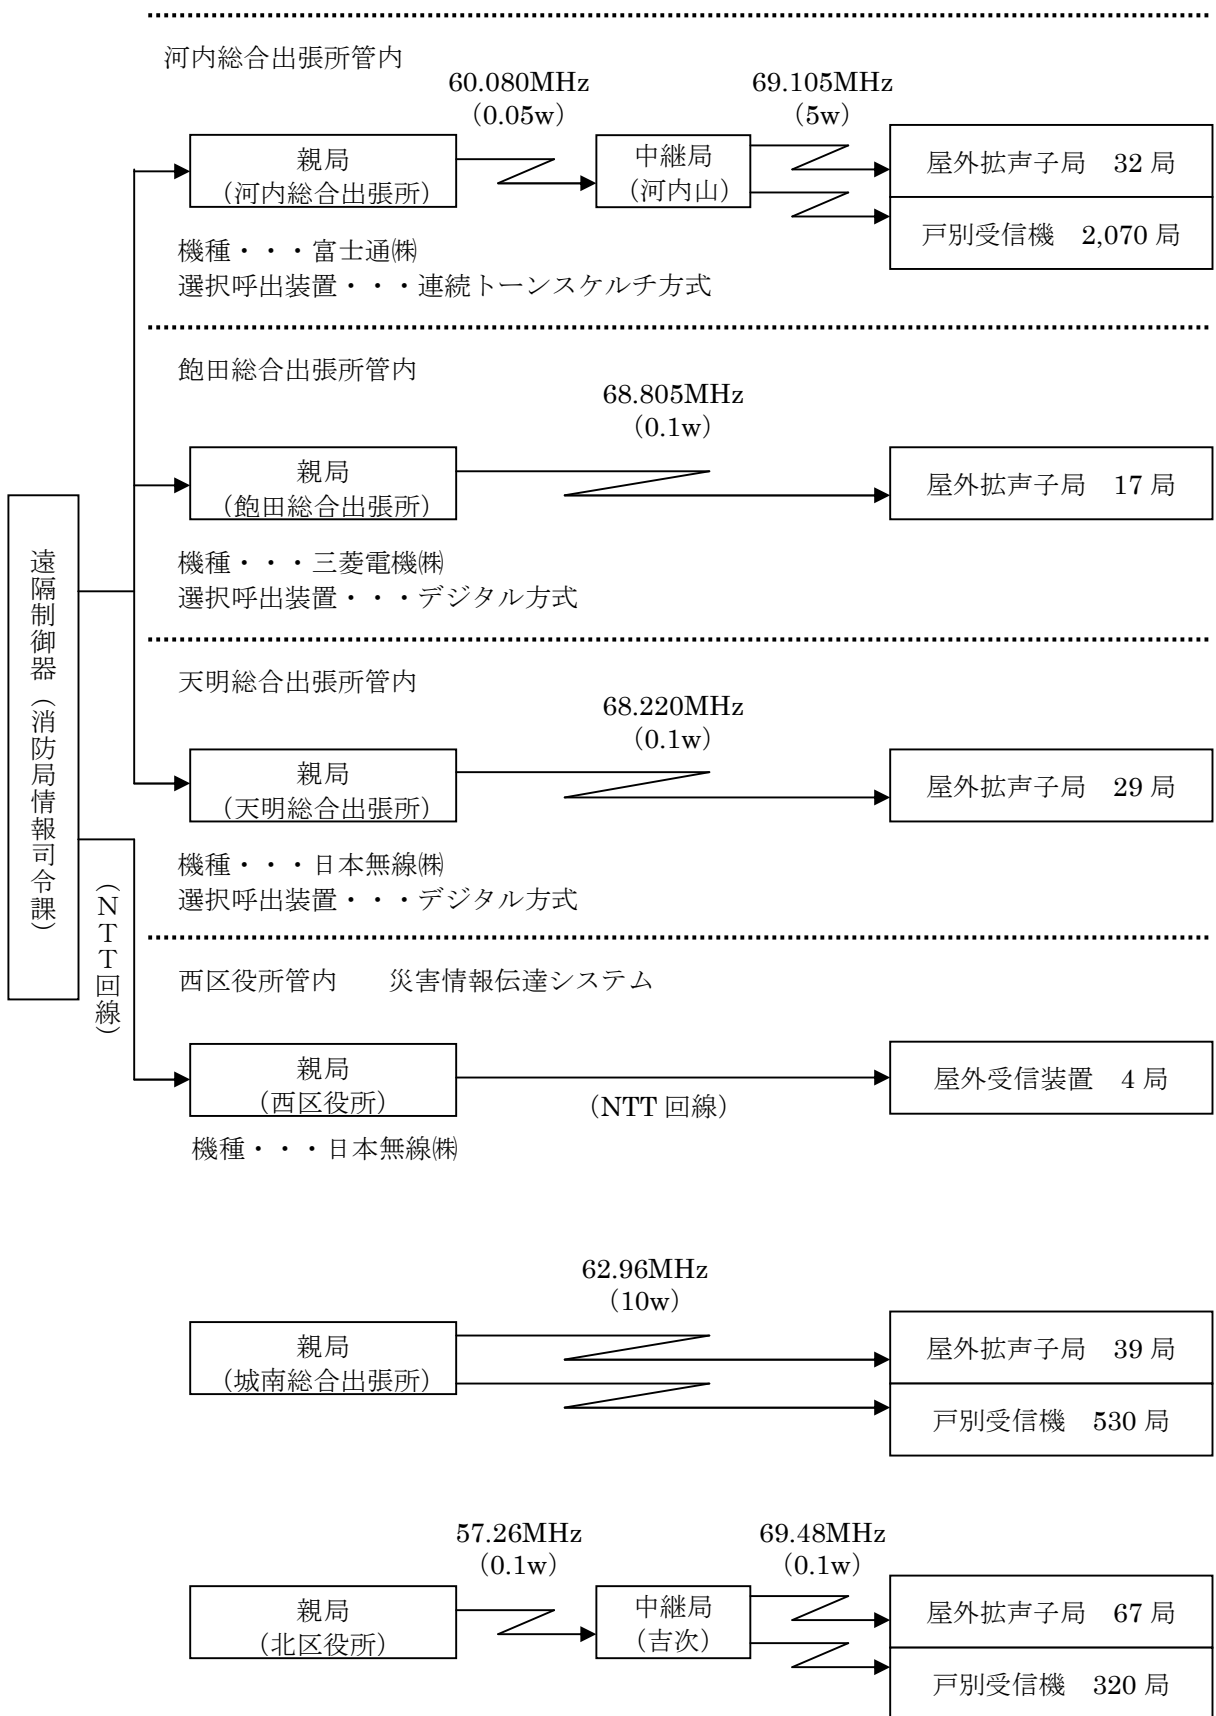 河内総合出張所管内
60.080MHz
（0.05w）
69.105MHz
（5w）
親局
（河内総合出張所）
中継局
（河内山）
屋外拡声子局　32 局
戸別受信機　2,070 局
機種・・・富士通㈱
選択呼出装置・・・連続トーンスケルチ方式
飽田総合出張所管内
68.805MHz
（0.1w）
親局
（飽田総合出張所）
屋外拡声子局　17 局
機種・・・三菱電機㈱
選択呼出装置・・・デジタル方式
遠隔制御器（消防局情報司令課）
天明総合出張所管内
68.220MHz
（0.1w）
親局
（天明総合出張所）
屋外拡声子局　29 局
機種・・・日本無線㈱
選択呼出装置・・・デジタル方式
（ＮＴＴ回線）
西区役所管内　　災害情報伝達システム
親局
（西区役所）
（NTT 回線）
屋外受信装置　4 局
機種・・・日本無線㈱
62.96MHz
（10w）
親局
（城南総合出張所）
屋外拡声子局　39 局
戸別受信機　530 局
57.26MHz
（0.1w）
69.48MHz
（0.1w）
親局
（北区役所）
中継局
（吉次）
屋外拡声子局　67 局
戸別受信機　320 局